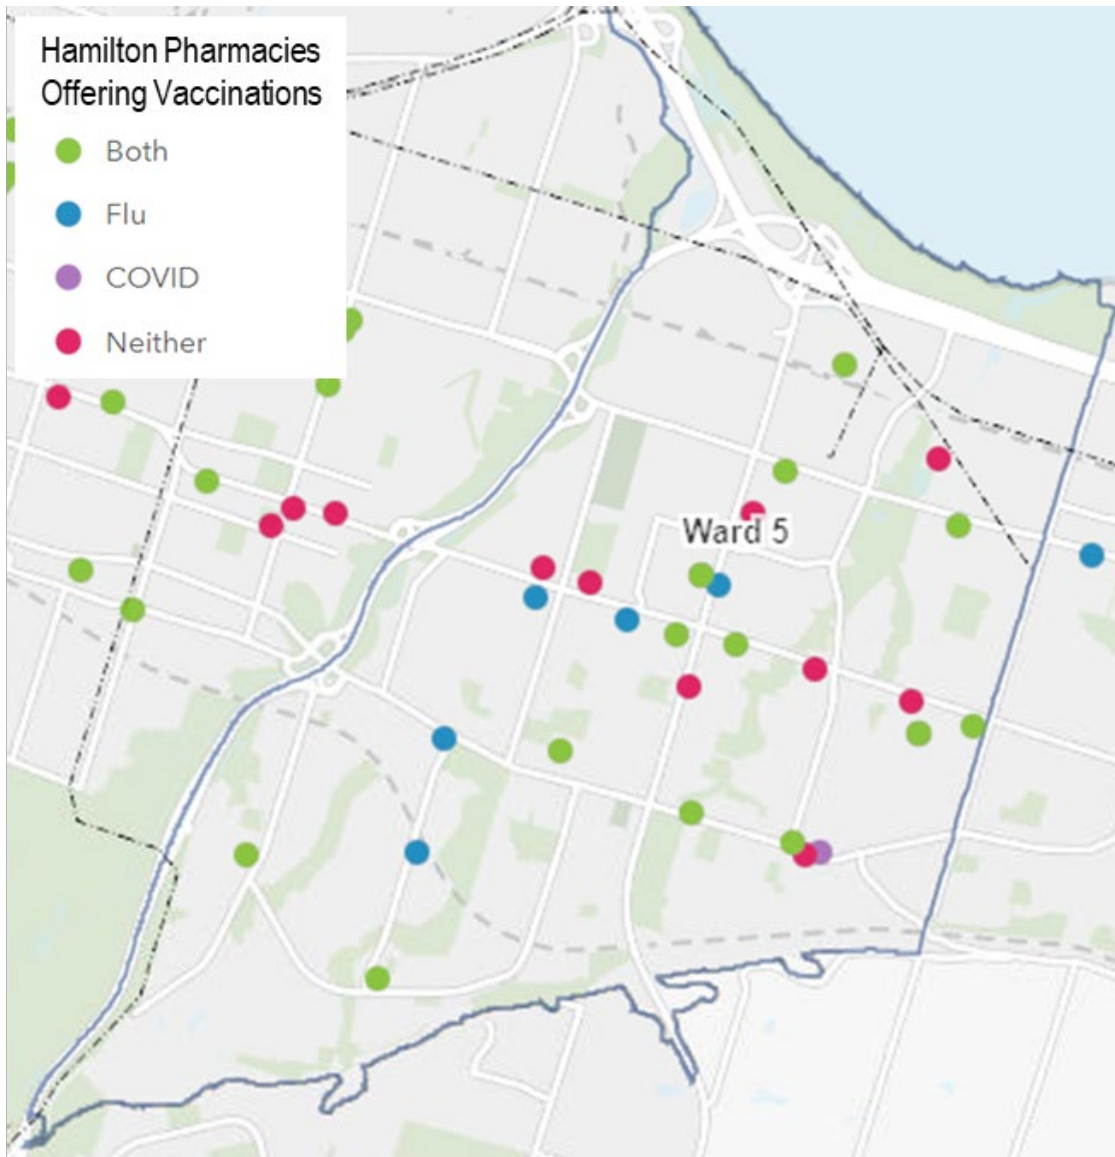 Hamilton Pharmacies
Offering Vaccinations
Both
Flu
COVID
Neither
Ward 5